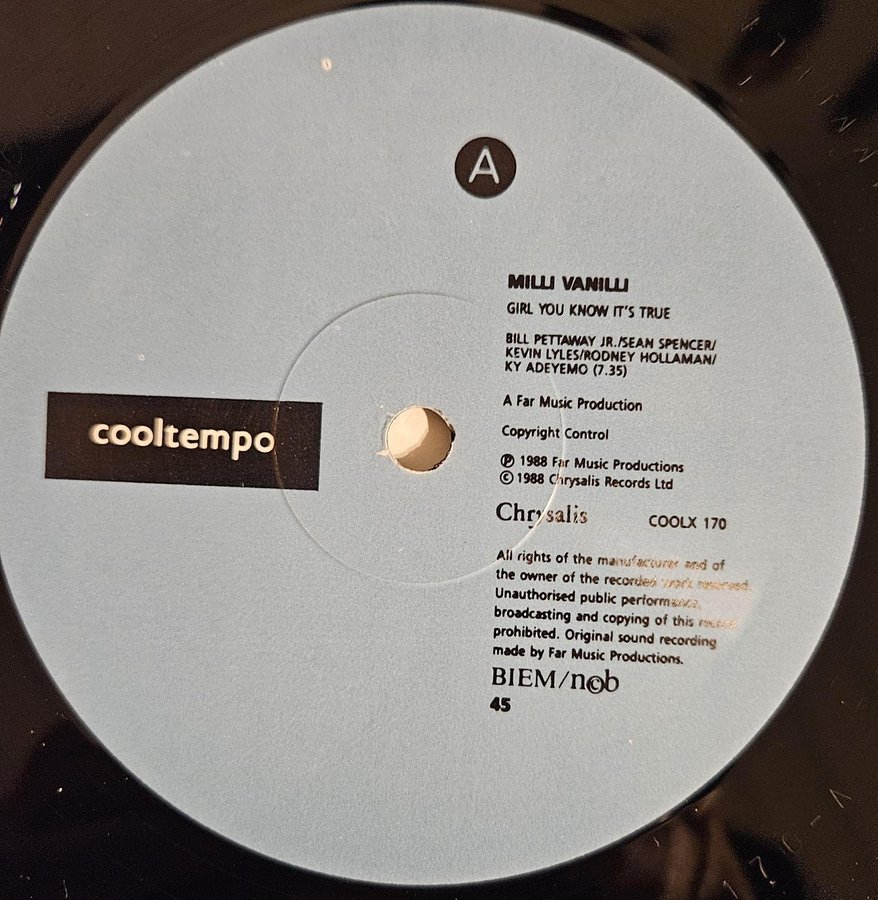 A
MILLI VANILLI
GIRL YOU KNOW IT'S TRUE
BILL PETTAWAY JR./SEAN SPENCER/
KEVIN LYLES/RODNEY HOLLAMAN/
KY ADEYEMO (7.35)
A Far Music Production
cooltempo
Copyright Control
℗ 1988 Far Music Productions
© 1988 Chrysalis Records Ltd
Chrysalis COOLX 170
All rights of the manufacturer and of
the owner of the recorded work reserved.
Unauthorised public performance,
broadcasting and copying of this record
prohibited. Original sound recording
made by Far Music Productions.
BIEM/n©b
45
170-A